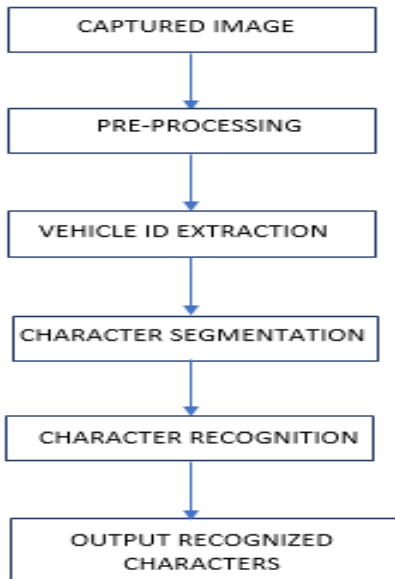 CAPTURED IMAGE
PRE-PROCESSING
VEHICLE ID EXTRACTION
CHARACTER SEGMENTATION
CHARACTER RECOGNITION
OUTPUT RECOGNIZED
CHARACTERS